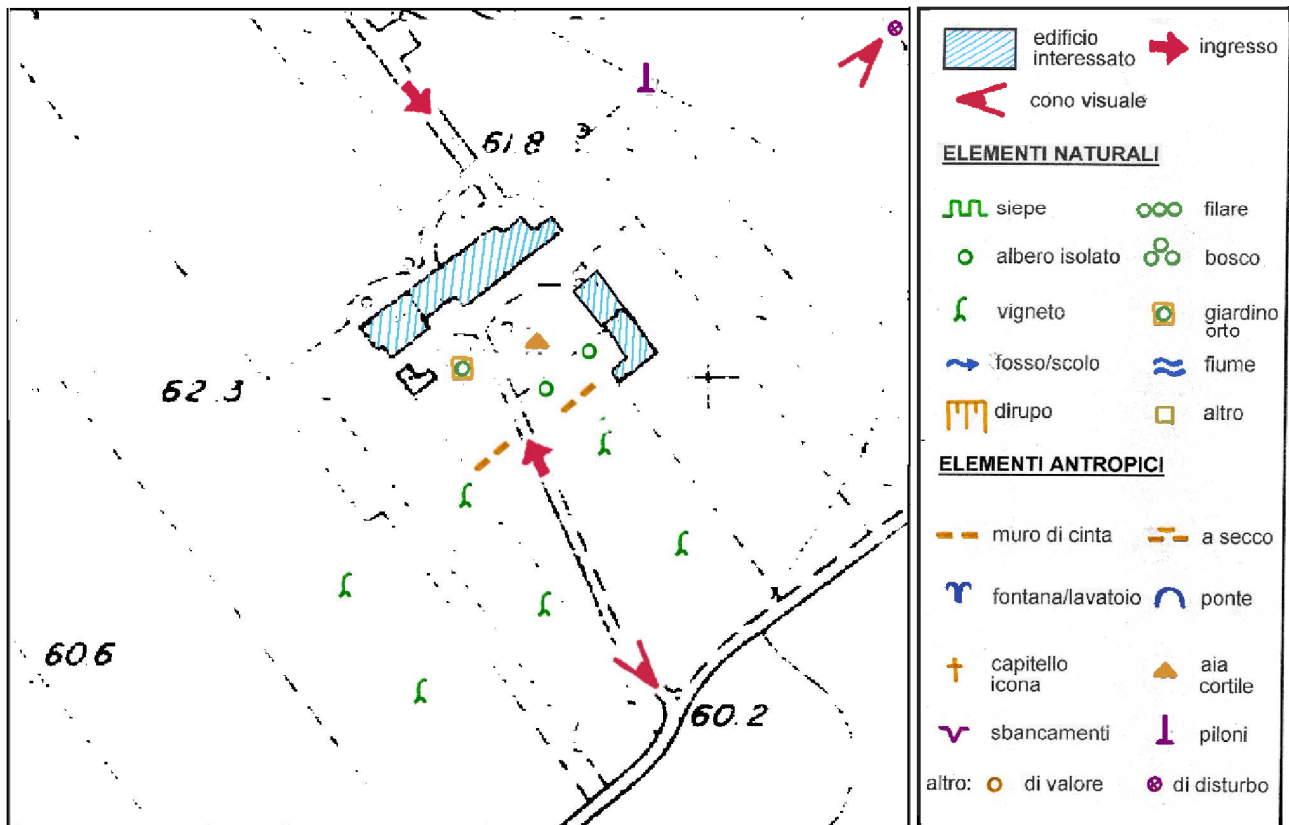 61.8
62.3
60.6
60.2
edificio
interessato
ingresso
cono visuale
ELEMENTI NATURALI
siepe
filare
albero isolato
bosco
vigneto
giardino
orto
fosso/scolo
fiume
dirupo
altro
ELEMENTI ANTROPICI
muro di cinta
a secco
fontana/lavatoio
ponte
capitello
icona
aia
cortile
sbancamenti
piloni
altro:
di valore
di disturbo